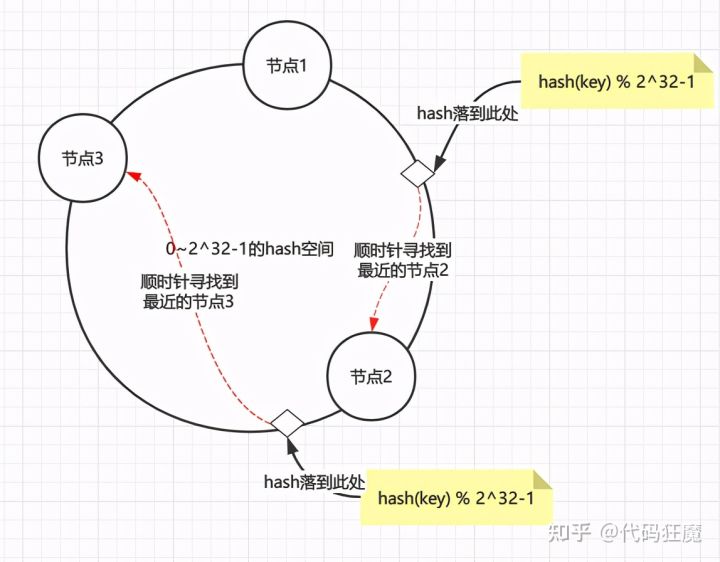 节点1
hash(key) % 2^32-1
hash落到此处
节点3
0~2^32-1的hash空间
顺时针寻找到
最近的节点2
顺时针寻找到
最近的节点3
节点2
hash落到此处
hash(key) % 2^32-1
知乎 @代码狂魔